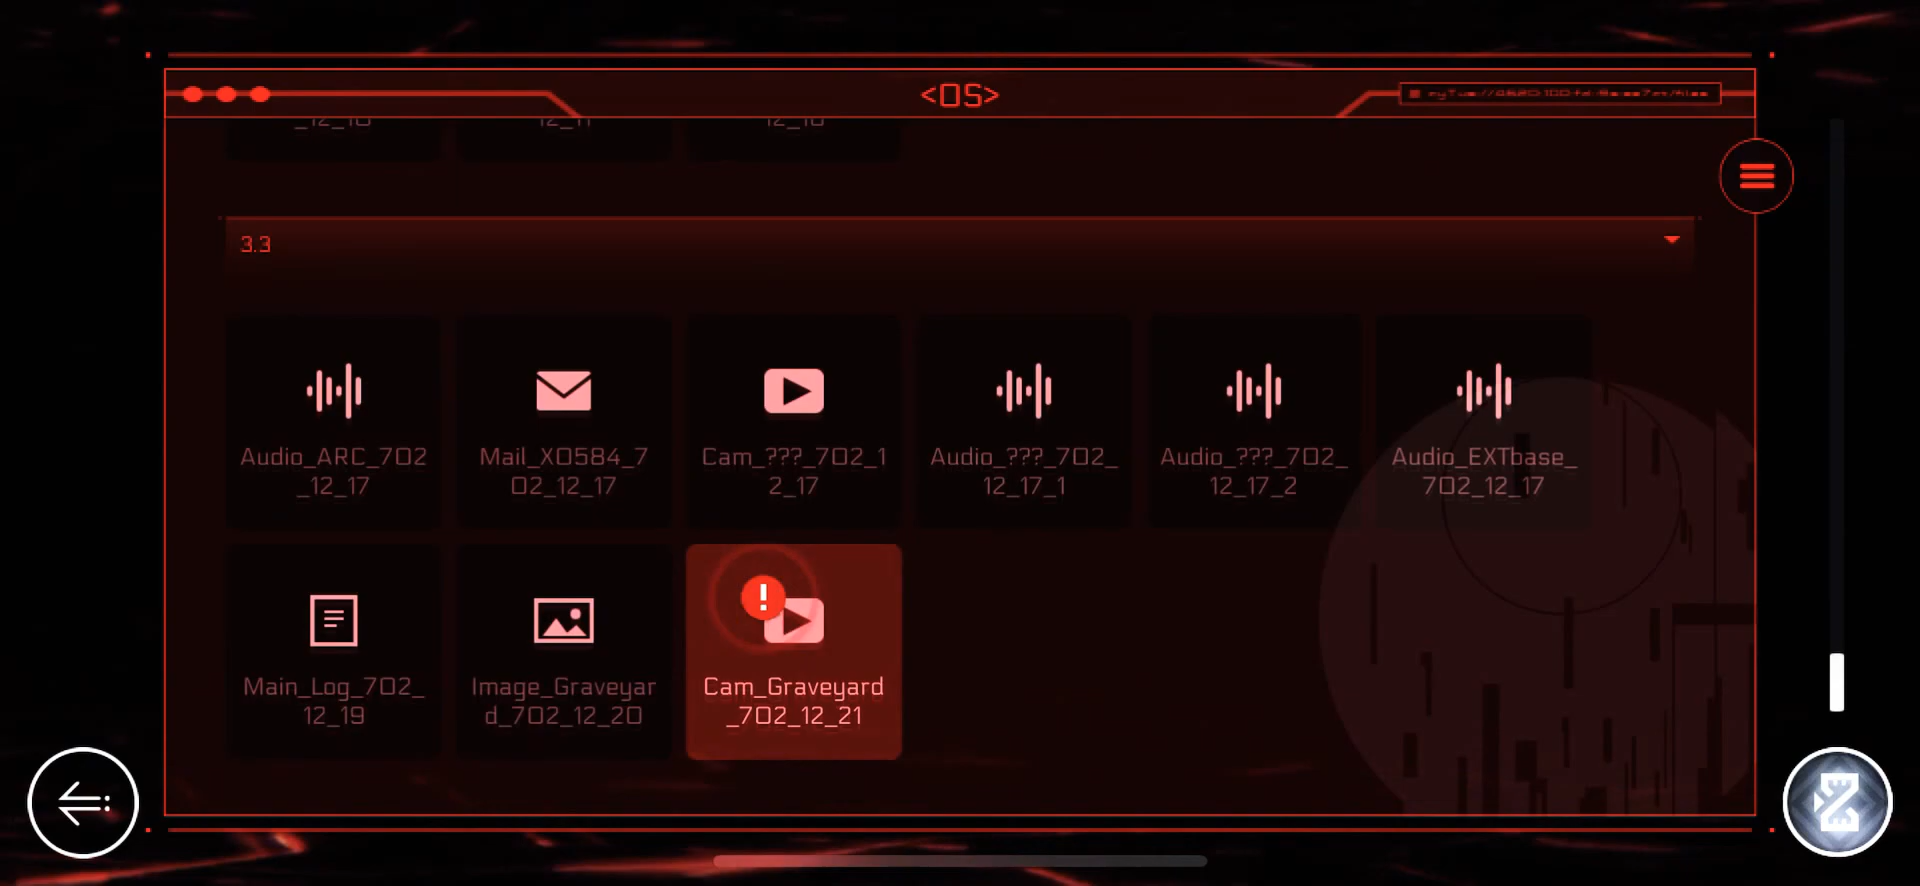 <OS>
3.3
Audio_ARC_702
_12_17
Mail_X0584_7
02_12_17
Cam_???_702_1
2_17
Audio_???_702_
12_17_1
Audio_???_702_
12_17_2
Audio_EXTbase_
702_12_17
Main_Log_702_
12_19
Image_Graveyar
d_702_12_20
Cam_Graveyard
_702_12_21